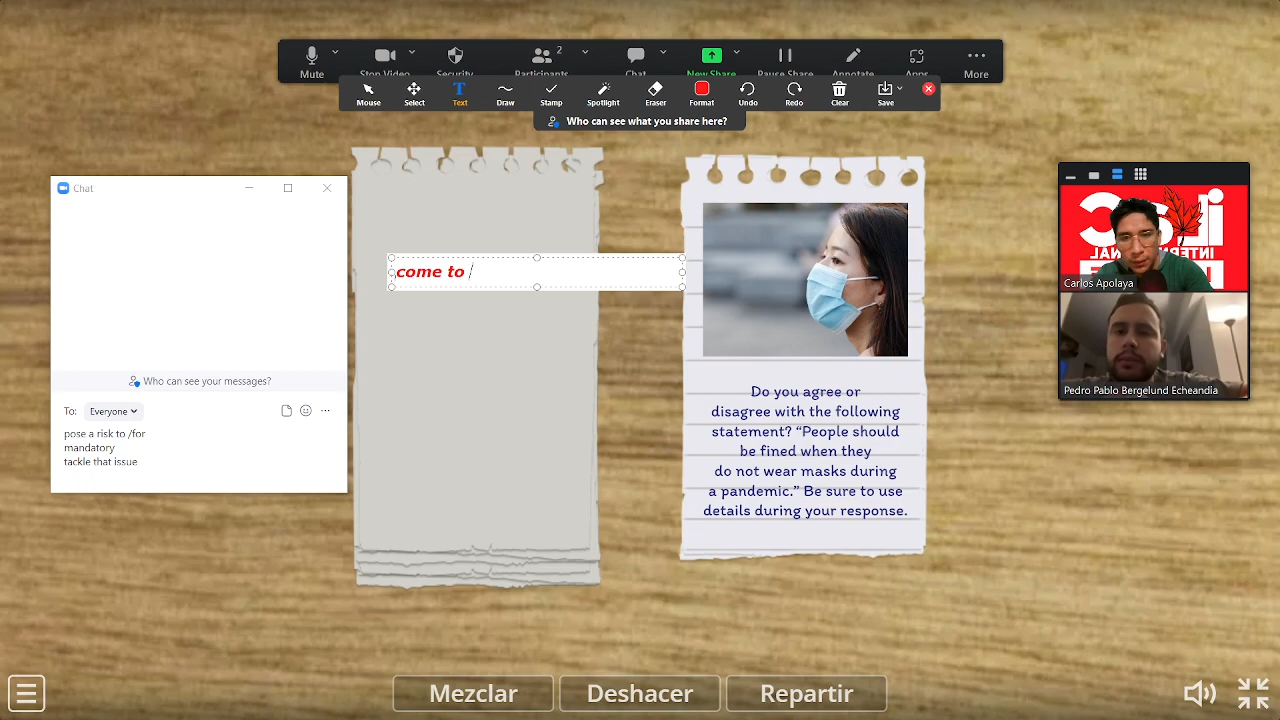 2
Mute
Stop Video
Security
Participants
Chat
New Share
Pause Share
Annotate
Apps
More
Mouse
Select
Text
Draw
Stamp
Spotlight
Eraser
Format
Undo
Redo
Clear
Save
Who can see what you share here?
Chat
Who can see your messages?
To: Everyone
pose a risk to /for
mandatory
tackle that issue
come to
Do you agree or
disagree with the following
statement? “People should
be fined when they
do not wear masks during
a pandemic.” Be sure to use
details during your response.
ILSC
Carlos Apolaya
Pedro Pablo Bergelund Echeandia
Mezclar
Deshacer
Repartir